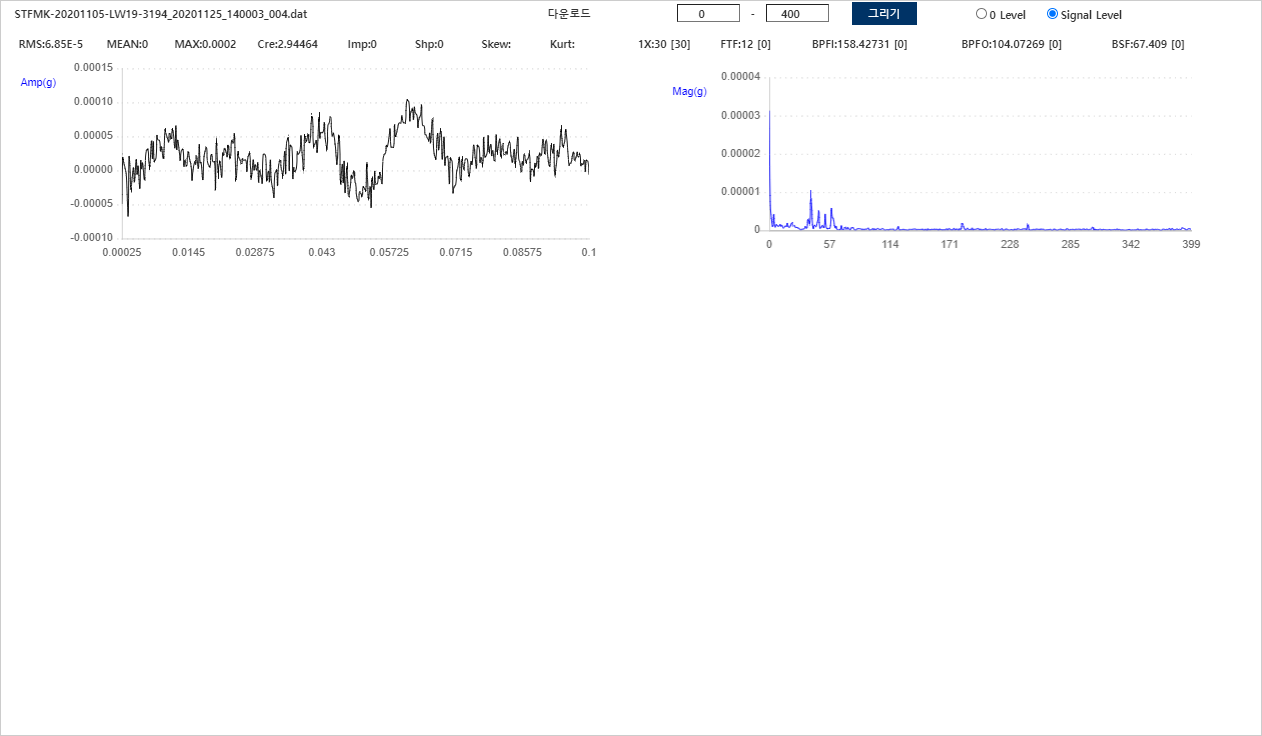 STFMK-20201105-LW19-3194_20201125_140003_004.dat 다운로드 0 - 400 그리기 0 Level Signal Level
RMS:6.85E-5 MEAN:0 MAX:0.0002 Cre:2.94464 Imp:0 Shp:0 Skew: Kurt: 1X:30 [30] FTF:12 [0] BPFI:158.42731 [0] BPFO:104.07269 [0] BSF:67.409 [0]
Amp(g)
0.00015
0.00010
0.00005
0.00000
-0.00005
-0.00010
0.00025 0.0145 0.02875 0.043 0.05725 0.0715 0.08575 0.1
Mag(g)
0.00004
0.00003
0.00002
0.00001
0
0 57 114 171 228 285 342 399